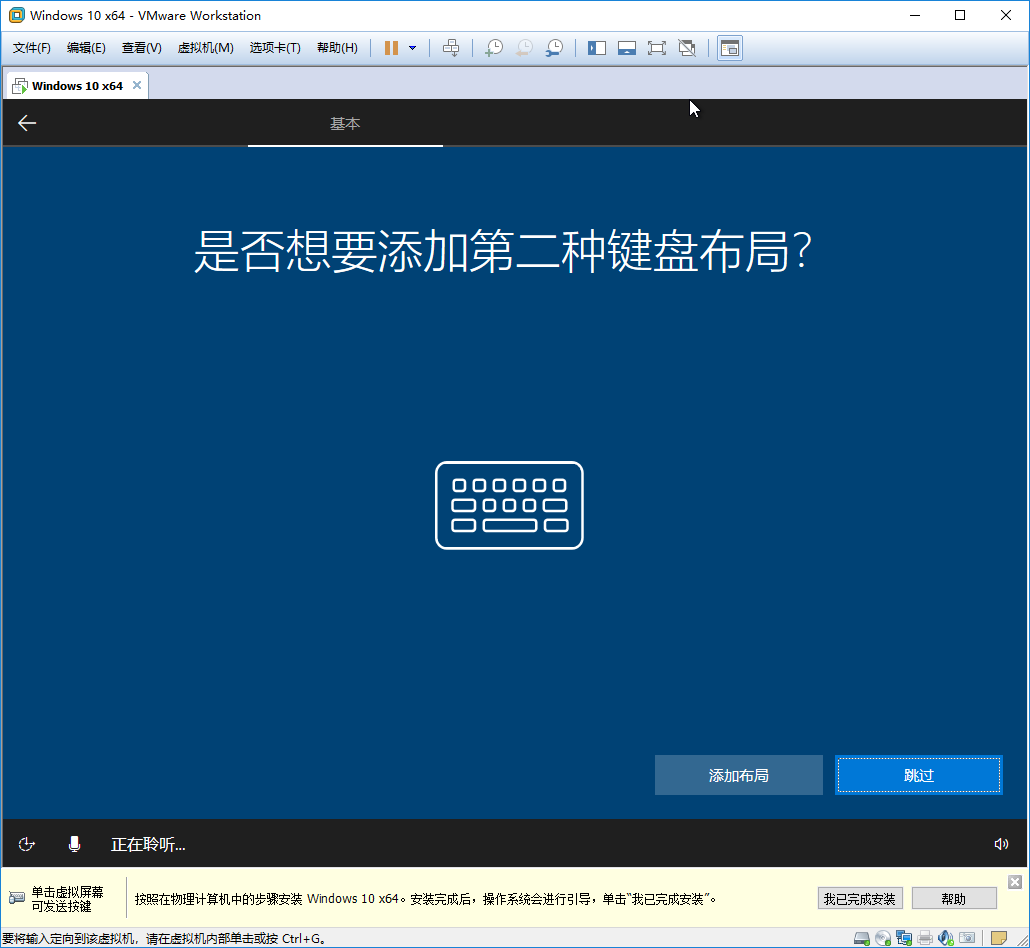 Windows 10 x64 - VMware Workstation
文件(F) 编辑(E) 查看(V) 虚拟机(M) 选项卡(T) 帮助(H)
Windows 10 x64
基本
是否想要添加第二种键盘布局?
添加布局 跳过
正在聆听...
单击虚拟屏幕
可发送按键
按照在物理计算机中的步骤安装 Windows 10 x64。安装完成后，操作系统会进行引导，单击“我已完成安装”。
我已完成安装 帮助
要将输入定向到该虚拟机，请在虚拟机内部单击或按 Ctrl+G。